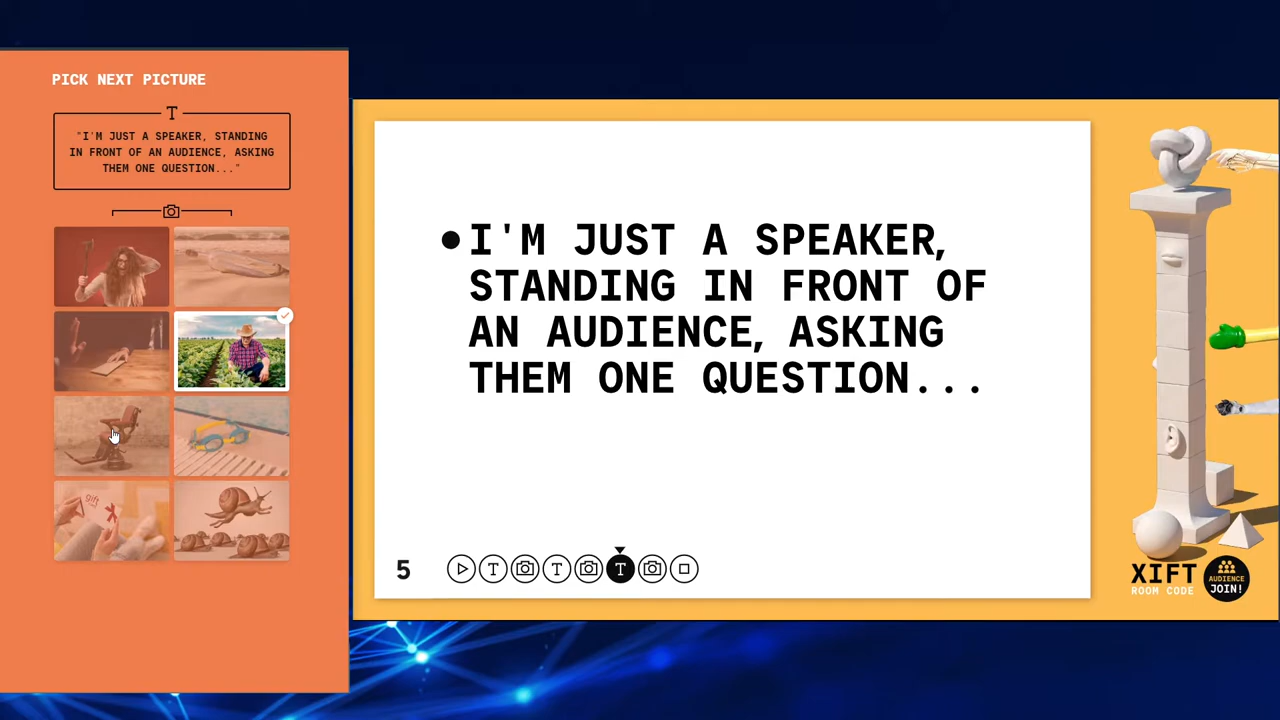 PICK NEXT PICTURE
T
"I'M JUST A SPEAKER, STANDING
IN FRONT OF AN AUDIENCE, ASKING
THEM ONE QUESTION..."
gift
●I'M JUST A SPEAKER,
STANDING IN FRONT OF
AN AUDIENCE, ASKING
THEM ONE QUESTION...
5
T T T
XIFT
ROOM CODE
AUDIENCE
JOIN!